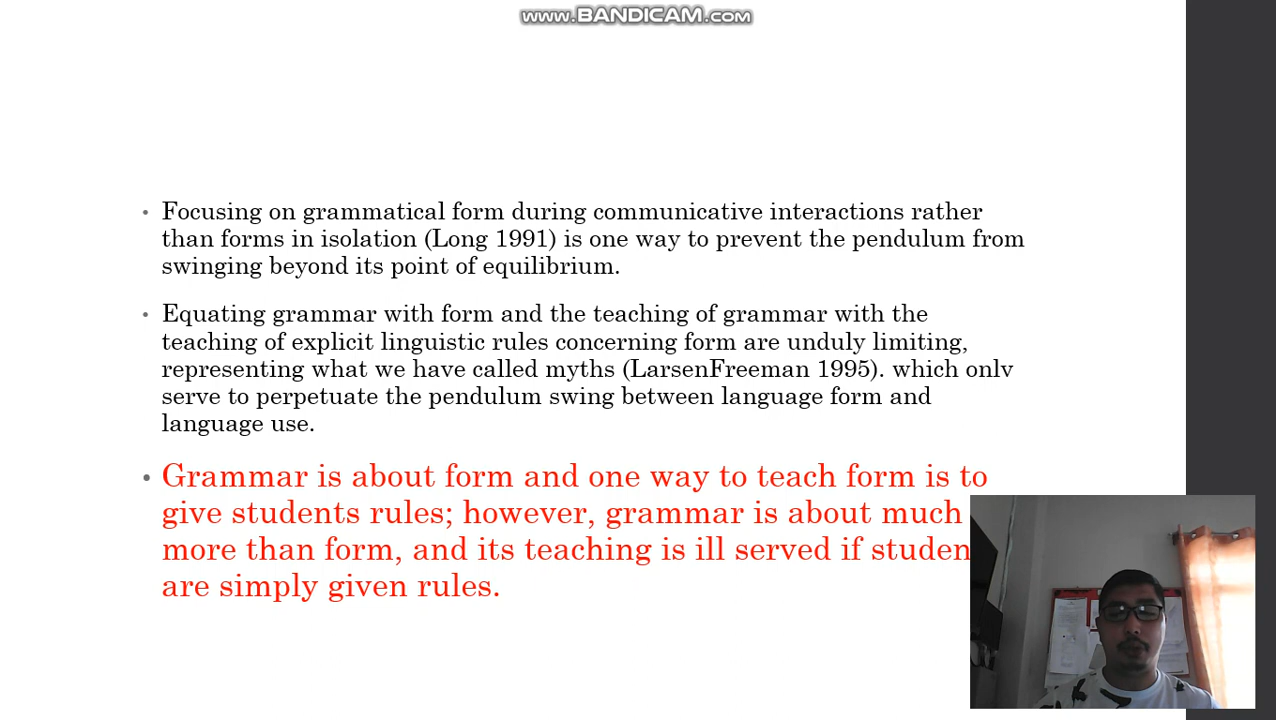 www.BANDICAM.com
• Focusing on grammatical form during communicative interactions rather
than forms in isolation (Long 1991) is one way to prevent the pendulum from
swinging beyond its point of equilibrium.
• Equating grammar with form and the teaching of grammar with the
teaching of explicit linguistic rules concerning form are unduly limiting,
representing what we have called myths (LarsenFreeman 1995). which onlv
serve to perpetuate the pendulum swing between language form and
language use.
• Grammar is about form and one way to teach form is to
give students rules; however, grammar is about much
more than form, and its teaching is ill served if studen
are simply given rules.